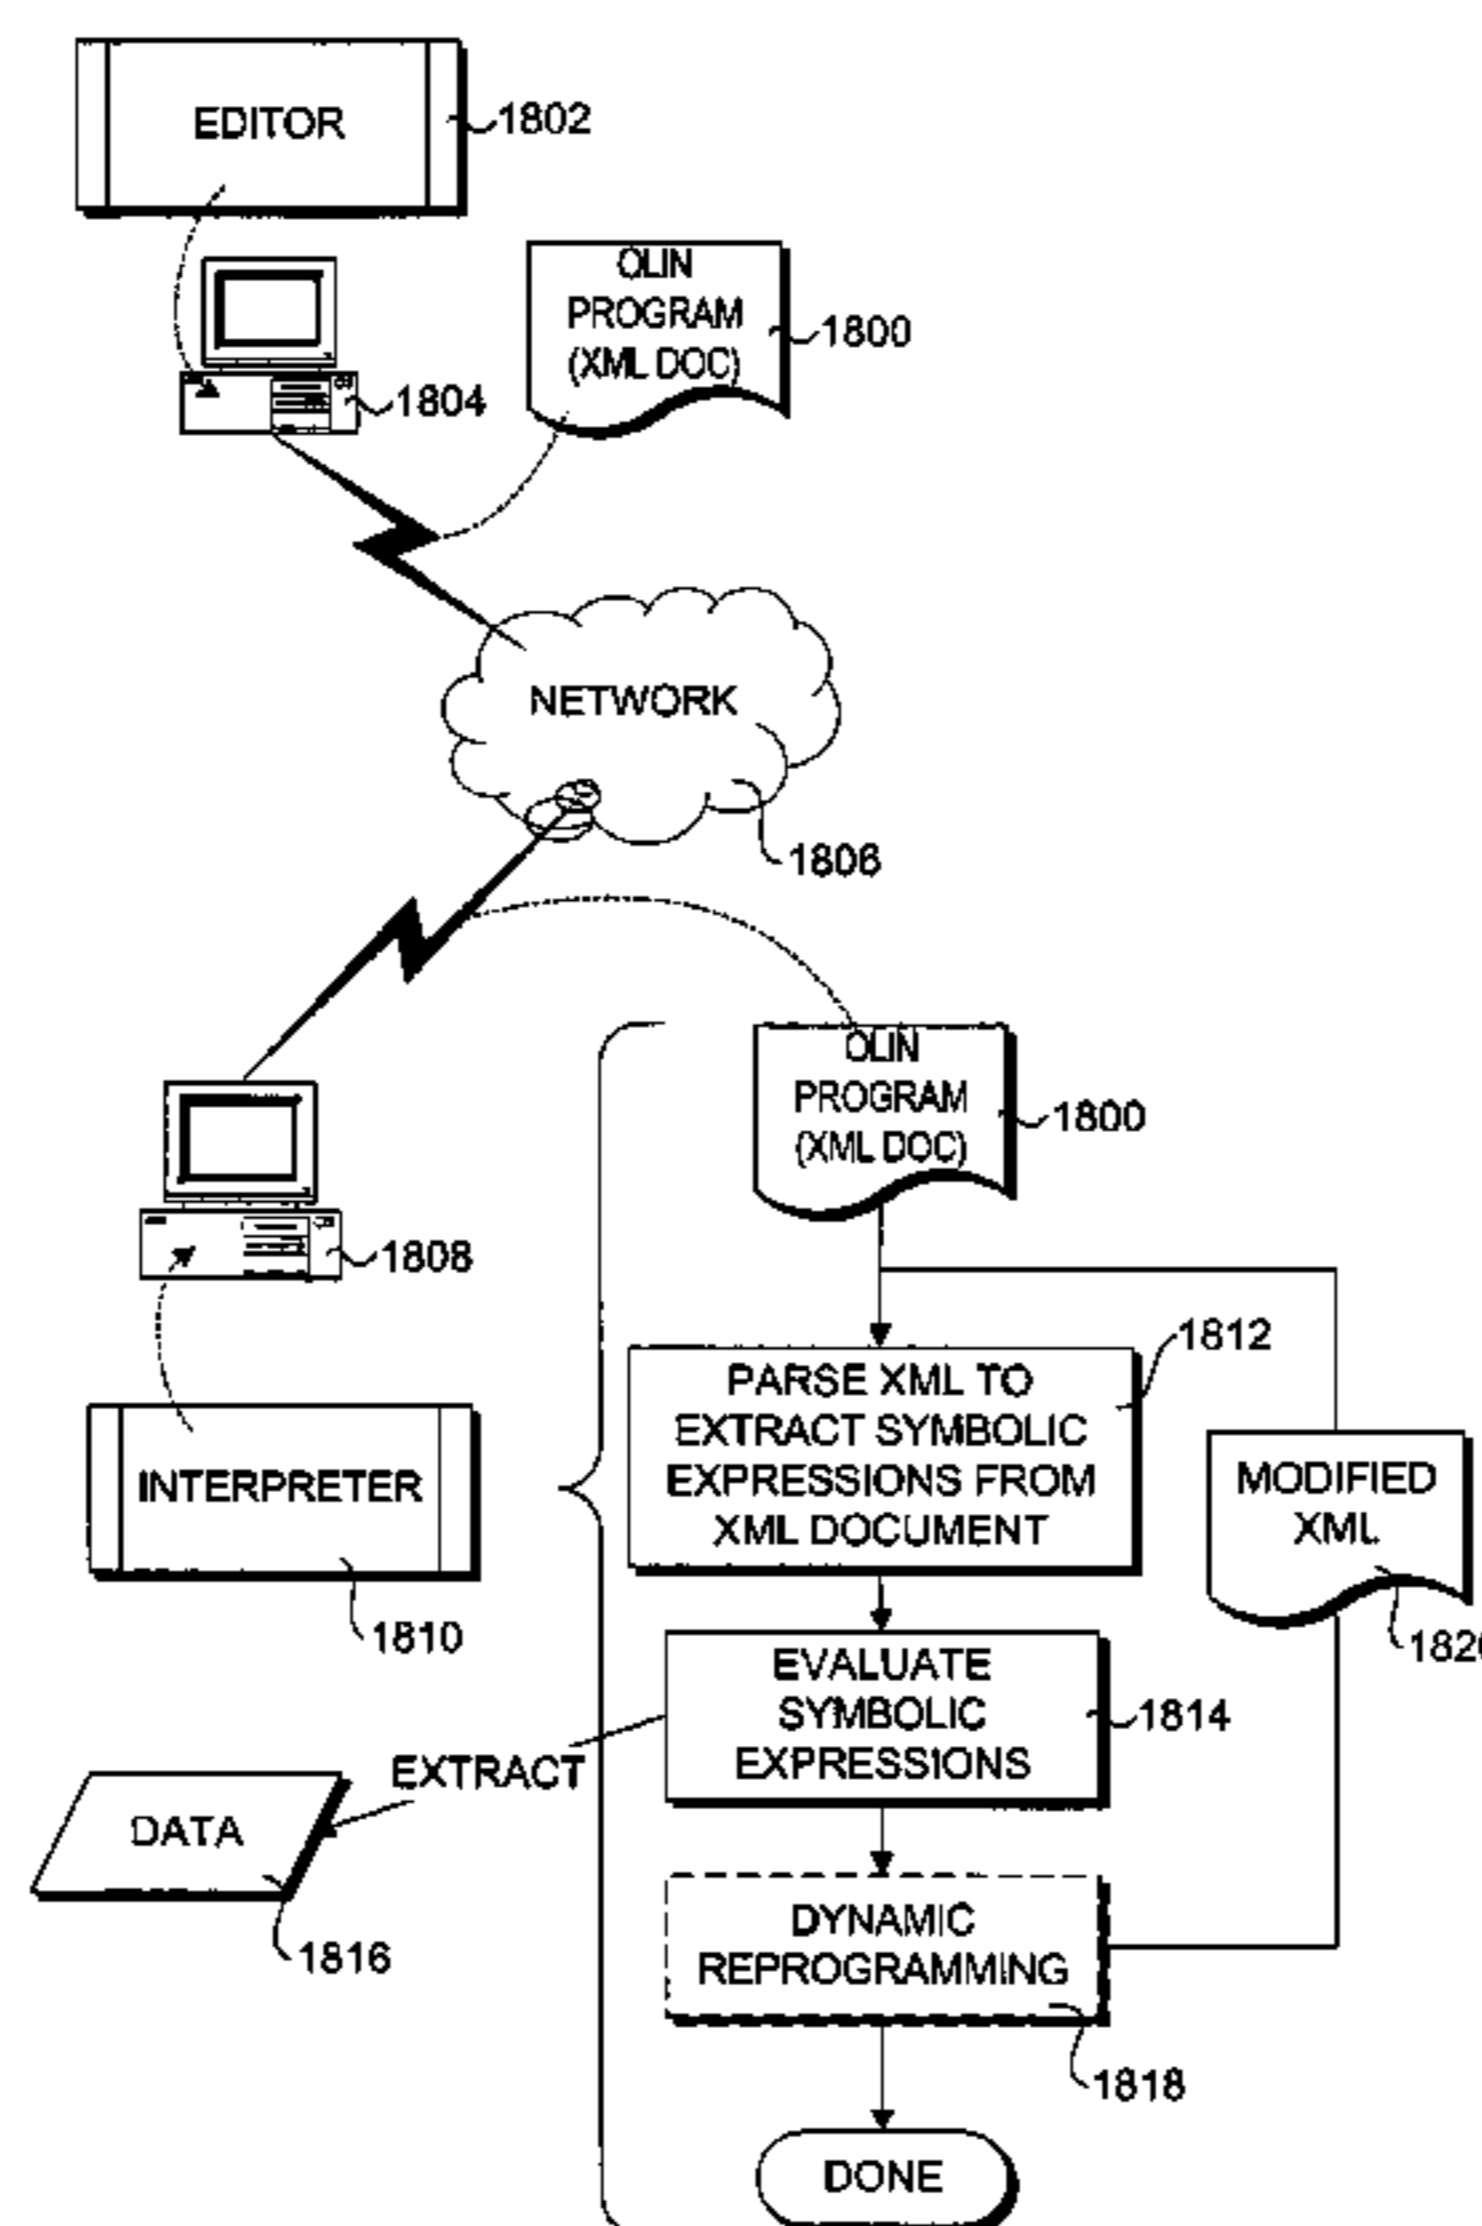 EDITOR
1802
OLIN
PROGRAM
(XML DOC)
1800
1804
NETWORK
1806
OLIN
PROGRAM
(XML DOC)
1800
1808
1812
PARSE XML TO
EXTRACT SYMBOLIC
EXPRESSIONS FROM
XML DOCUMENT
MODIFIED
XML
INTERPRETER
1810
EVALUATE
SYMBOLIC
EXPRESSIONS
1814
EXTRACT
DATA
1816
DYNAMIC
REPROGRAMMING
1818
DONE